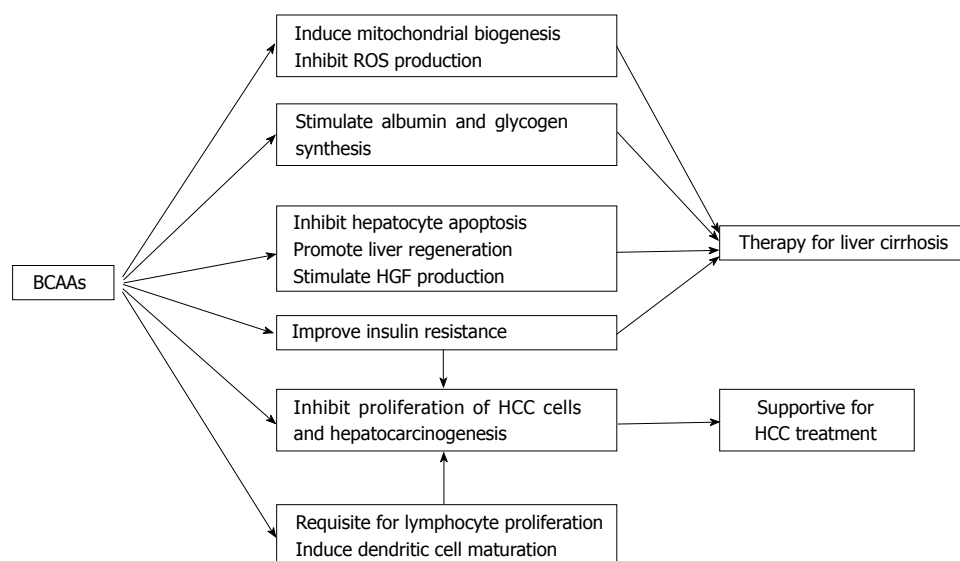 Induce mitochondrial biogenesis
Inhibit ROS production
Stimulate albumin and glycogen
synthesis
Inhibit hepatocyte apoptosis
Promote liver regeneration
Stimulate HGF production
Therapy for liver cirrhosis
BCAAs
Improve insulin resistance
Inhibit proliferation of HCC cells
and hepatocarcinogenesis
Supportive for
HCC treatment
Requisite for lymphocyte proliferation
Induce dendritic cell maturation